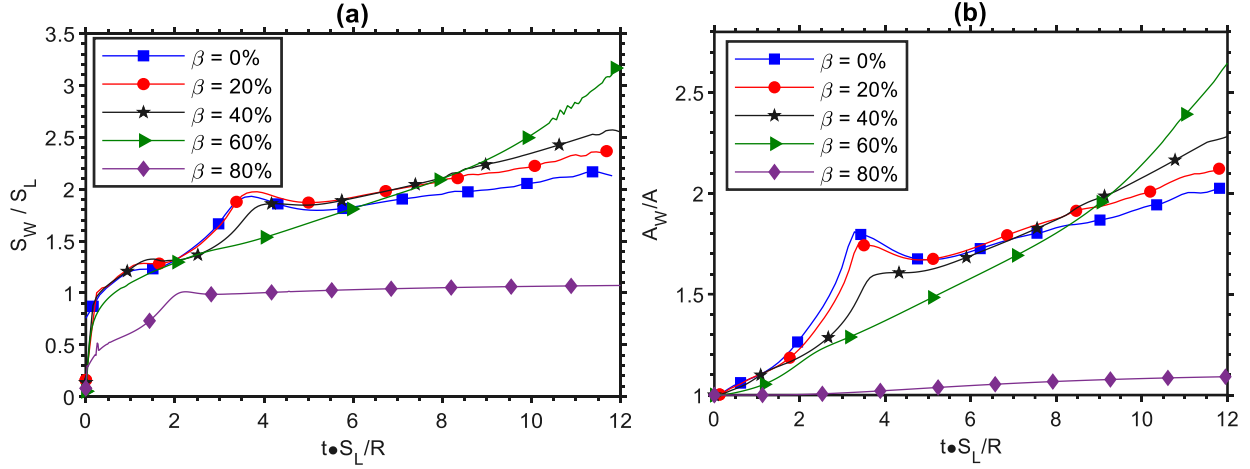 (a)
3.5
3
2.5
2
1.5
1
0.5
0
β = 0%
β = 20%
β = 40%
β = 60%
β = 80%
S_W / S_L
0 2 4 6 8 10 12
t•S_L/R
(b)
2.5
2
1.5
1
β = 0%
β = 20%
β = 40%
β = 60%
β = 80%
A_W/A
0 2 4 6 8 10 12
t•S_L/R